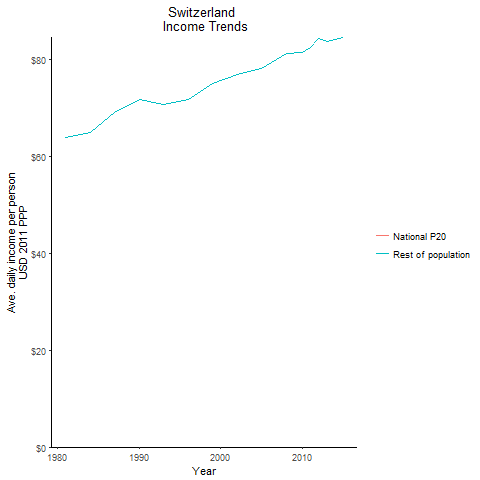 Switzerland
Income Trends
$80
$60
$40
$20
$0
Ave. daily income per person
USD 2011 PPP
1980
1990
2000
2010
Year
National P20
Rest of population